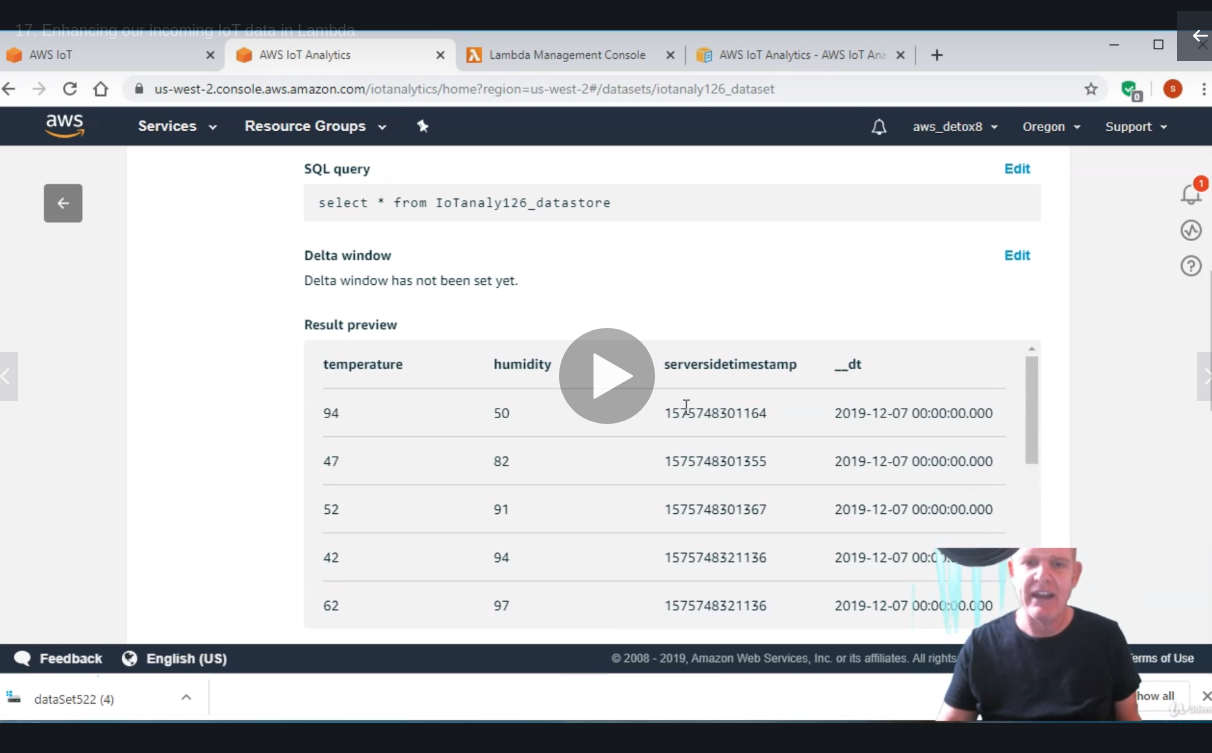 17. Enhancing our incoming IoT data in Lambda
AWS IoT
AWS IoT Analytics
Lambda Management Console
AWS IoT Analytics - AWS IoT Ana
us-west-2.console.aws.amazon.com/iotanalytics/home?region=us-west-2#/datasets/iotanaly126_dataset
0
s
aws
Services
Resource Groups
aws_detox8
Oregon
Support
SQL query
Edit
1
select * from IoTanaly126_datastore
Delta window
Edit
Delta window has not been set yet.
Result preview
temperature humidity serversidetimestamp __dt
94 50 1575748301164 2019-12-07 00:00:00.000
47 82 1575748301355 2019-12-07 00:00:00.000
52 91 1575748301367 2019-12-07 00:00:00.000
42 94 1575748321136 2019-12-07 00:0
62 97 1575748321136 2019-12-07 00:00:00.000
Feedback
English (US)
© 2008 - 2019, Amazon Web Services, Inc. or its affiliates. All rights
erms of Use
dataSet522 (4)
how all